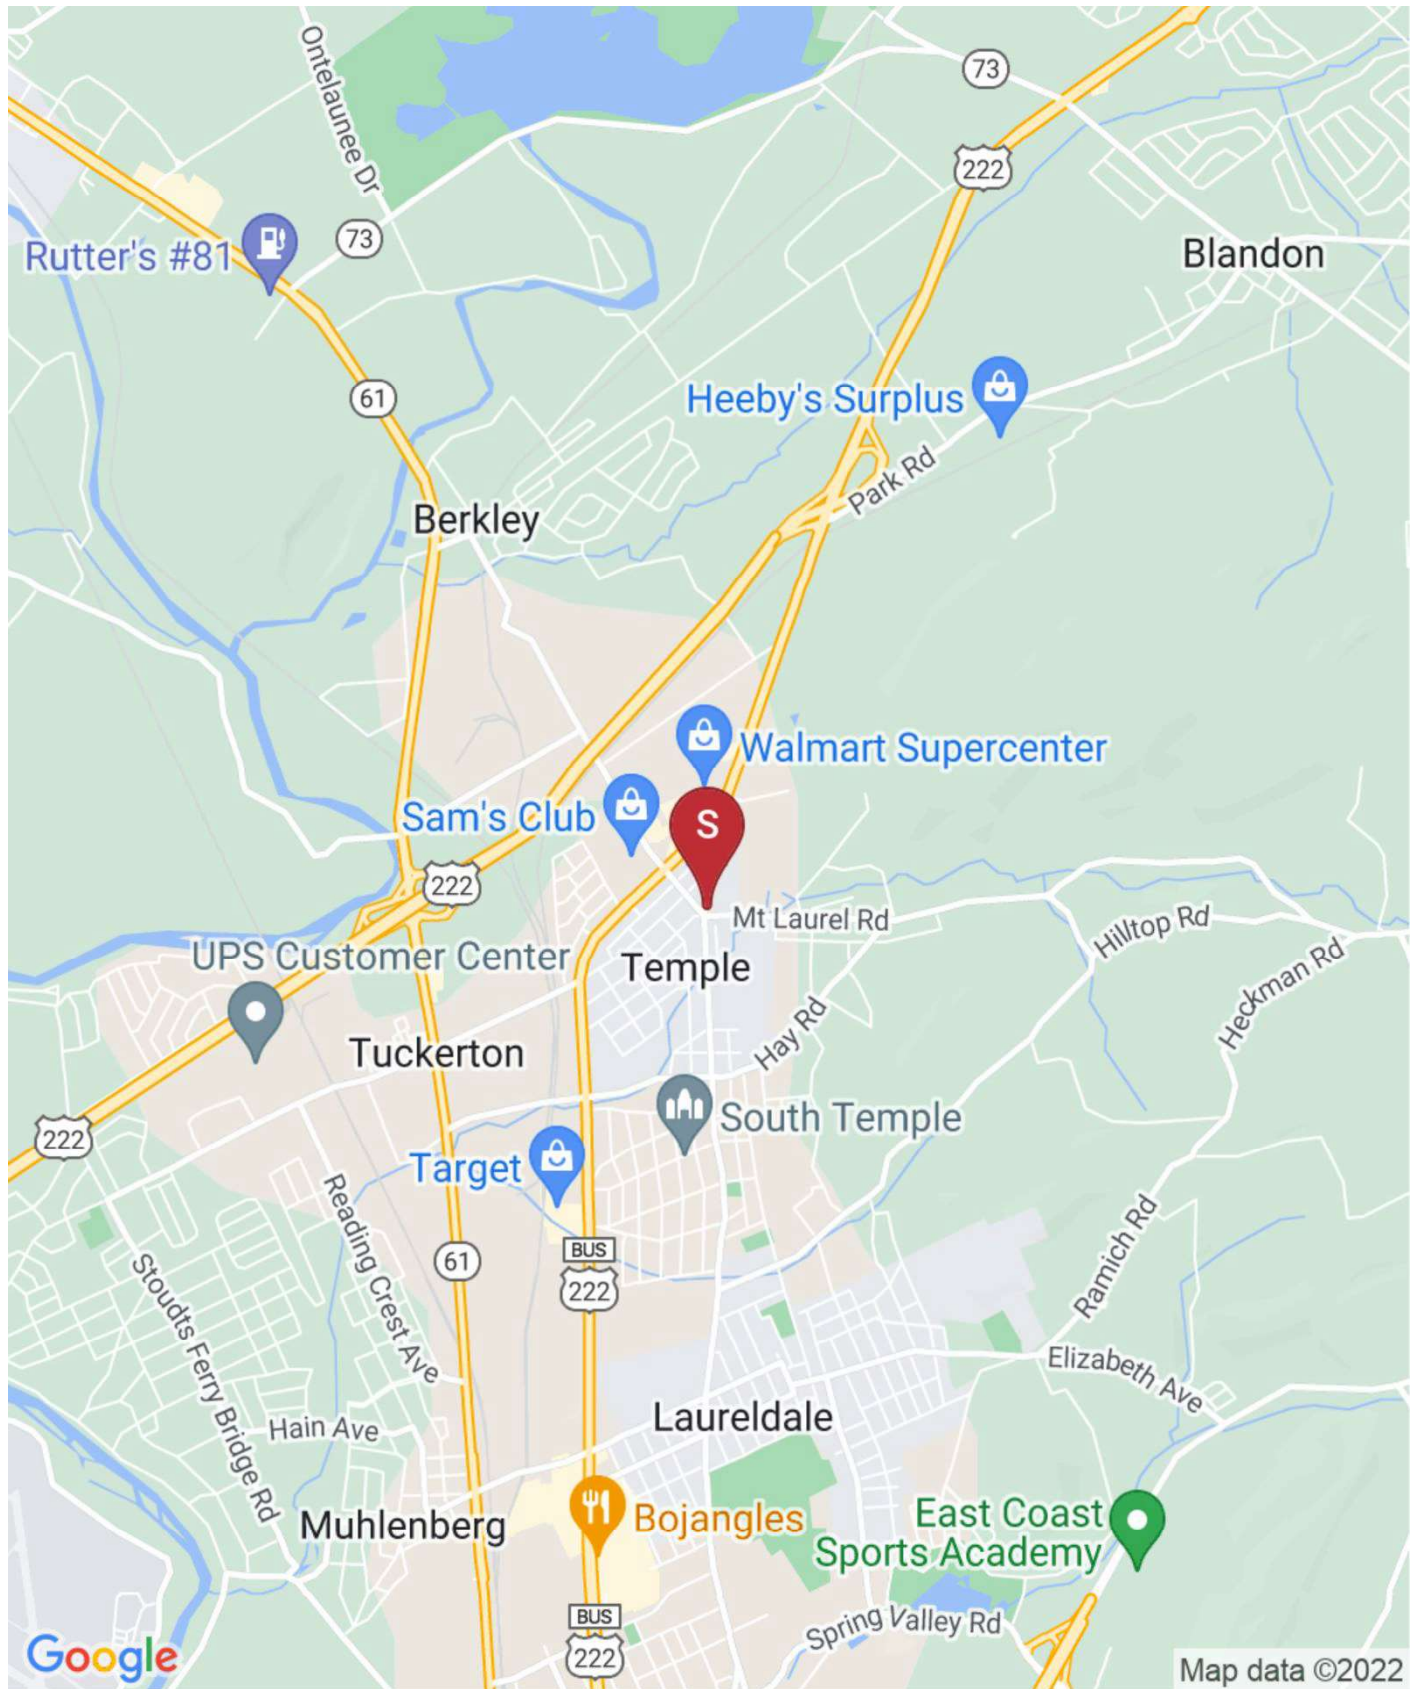 Ontelaunee Dr
73
222
73
Rutter's #81
Blandon
61
Heeby's Surplus
Park Rd
Berkley
Walmart Supercenter
Sam's Club
S
222
Mt Laurel Rd
Hilltop Rd
UPS Customer Center
Temple
Heckman Rd
Hay Rd
Tuckerton
South Temple
222
Target
Reading Crest Ave
Ramich Rd
BUS
222
61
Stoudts Ferry Bridge Rd
Elizabeth Ave
Laureldale
Hain Ave
Muhlenberg
Bojangles
East Coast
Sports Academy
BUS
222
Spring Valley Rd
Google
Map data ©2022